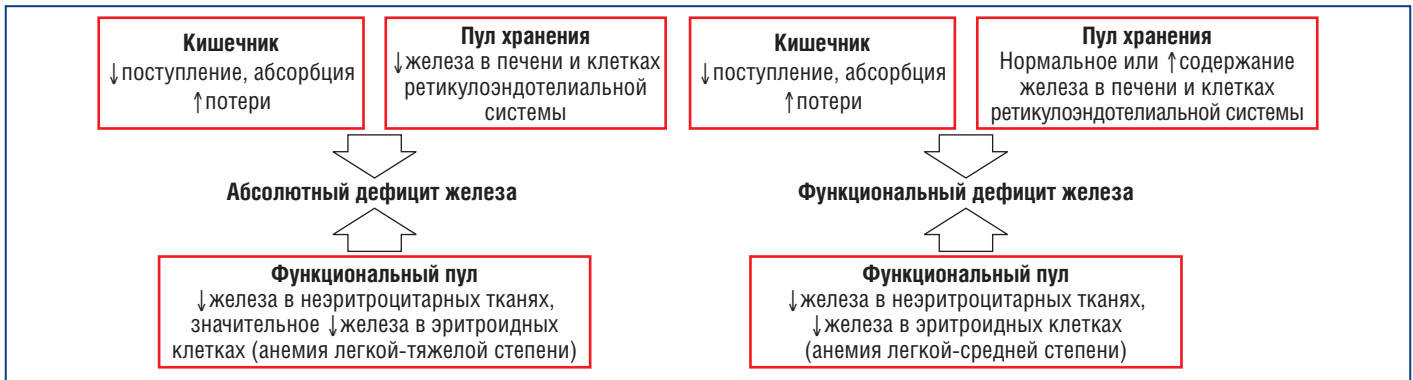 Кишечник
↓поступление, абсорбция
↑потери
Пул хранения
↓железа в печени и клетках
ретикулоэндотелиальной
системы
Кишечник
↓поступление, абсорбция
↑потери
Пул хранения
Нормальное или ↑содержание
железа в печени и клетках
ретикулоэндотелиальной системы
Абсолютный дефицит железа
Функциональный дефицит железа
Функциональный пул
↓железа в неэритроцитарных тканях,
значительное ↓железа в эритроидных
клетках (анемия легкой-тяжелой степени)
Функциональный пул
↓железа в неэритроцитарных тканях,
↓железа в эритроидных клетках
(анемия легкой-средней степени)